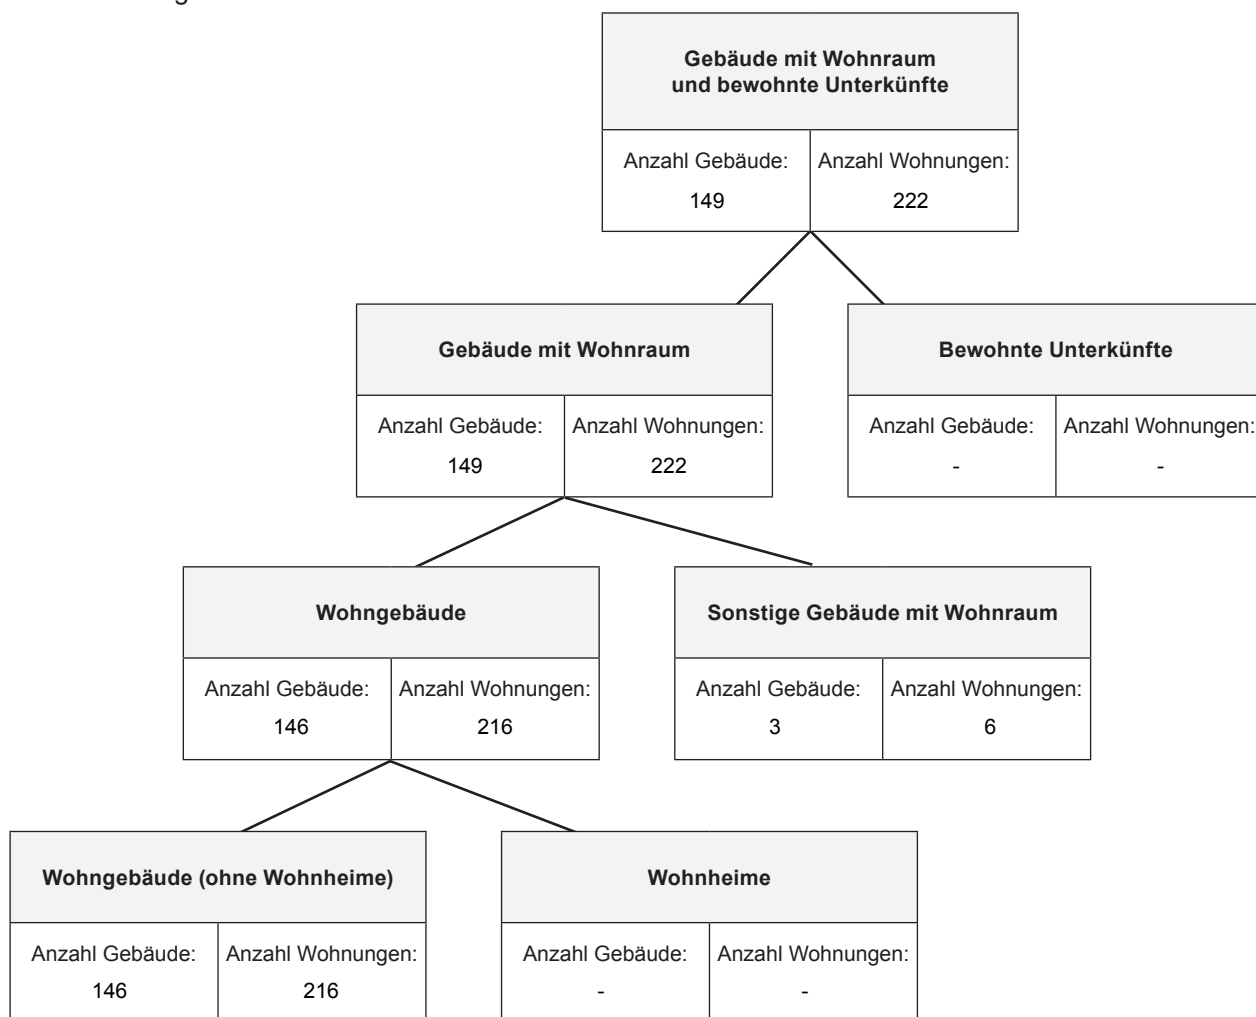 Gebäude mit Wohnraum
und bewohnte Unterkünfte
Anzahl Gebäude: Anzahl Wohnungen:
149 222
Gebäude mit Wohnraum
Anzahl Gebäude: Anzahl Wohnungen:
149 222
Bewohnte Unterkünfte
Anzahl Gebäude: Anzahl Wohnungen:
- -
Wohngebäude
Anzahl Gebäude: Anzahl Wohnungen:
146 216
Sonstige Gebäude mit Wohnraum
Anzahl Gebäude: Anzahl Wohnungen:
3 6
Wohngebäude (ohne Wohnheime)
Anzahl Gebäude: Anzahl Wohnungen:
146 216
Wohnheime
Anzahl Gebäude: Anzahl Wohnungen:
- -